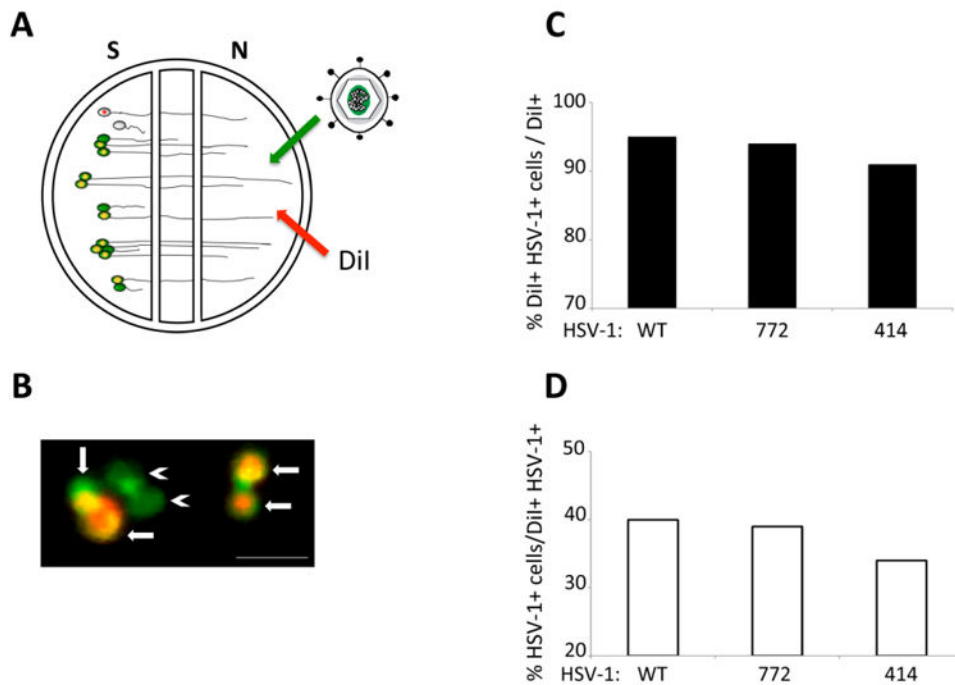 A
S N
DiI
B
C
% DiI+ HSV-1+ cells / DiI+
100
90
80
70
HSV-1: WT 772 414
D
% HSV-1+ cells/DiI+ HSV-1+
50
40
30
20
HSV-1: WT 772 414